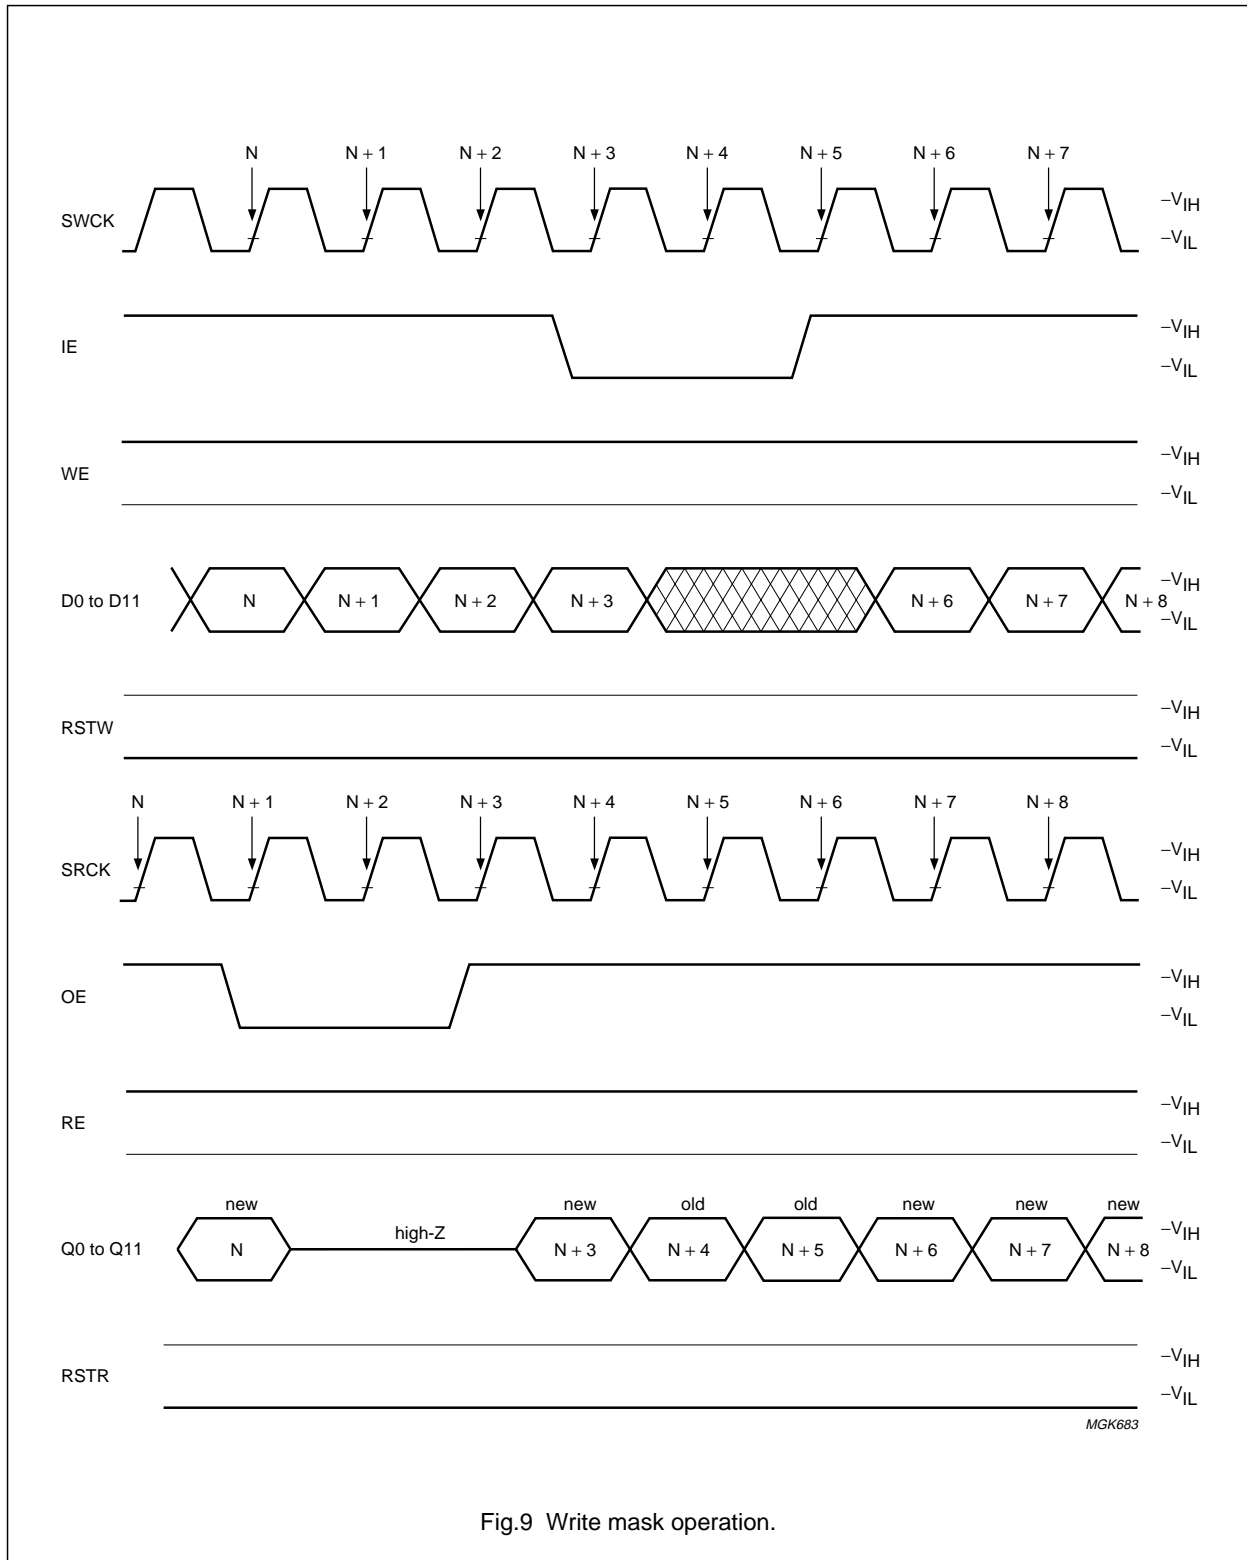 N N + 1 N + 2 N + 3 N + 4 N + 5 N + 6 N + 7
SWCK
–VIH
–VIL
IE
–VIH
–VIL
WE
–VIH
–VIL
D0 to D11 N N + 1 N + 2 N + 3 N + 6 N + 7 N + 8
–VIH
–VIL
RSTW
–VIH
–VIL
N N + 1 N + 2 N + 3 N + 4 N + 5 N + 6 N + 7 N + 8
SRCK
–VIH
–VIL
OE
–VIH
–VIL
RE
–VIH
–VIL
new new old old new new new
Q0 to Q11 N high-Z N + 3 N + 4 N + 5 N + 6 N + 7 N + 8
–VIH
–VIL
RSTR
–VIH
–VIL
MGK683
Fig.9 Write mask operation.